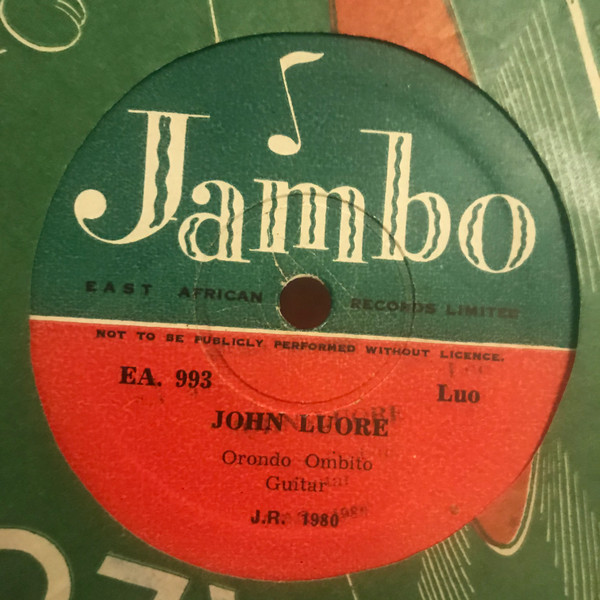 Jambo
EAST AFRICAN RECORDS LIMITED
NOT TO BE PUBLICLY PERFORMED WITHOUT LICENCE.
EA. 993
Luo
JOHN LUORE
Orondo Ombito
Guitar
J.R. 1980